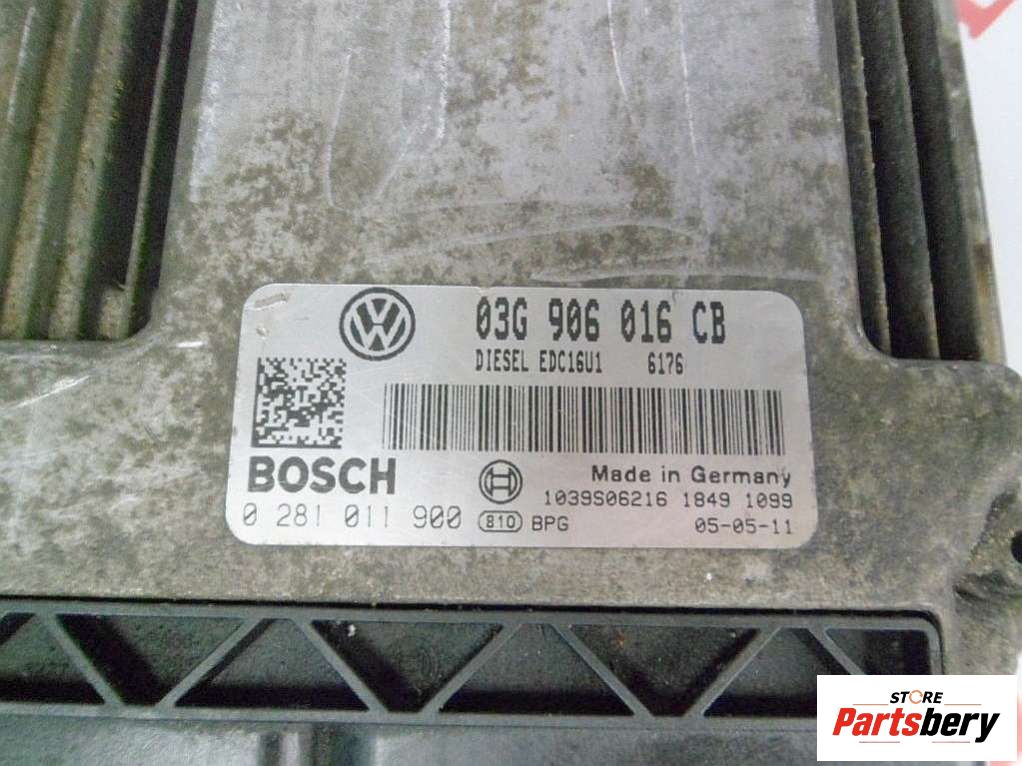 03G 906 016 CB
DIESEL EDC16U1 6176
BOSCH
Made in Germany
1039S06216 1849 1099
0 281 011 900 810 BPG 05-05-11
STORE
Partsbery